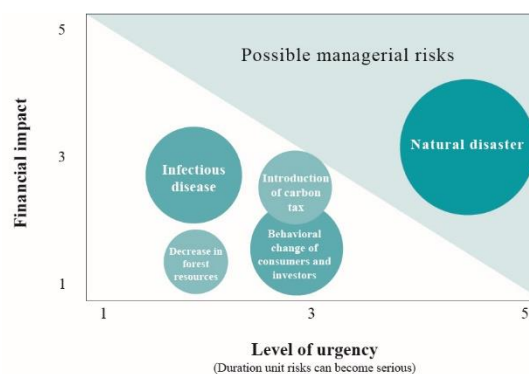 5
Possible managerial risks
Financial impact
Natural disaster
3
Infectious
disease
Introduction
of carbon
tax
Behavioral
change of
consumers and
investors
Decrease in
forest
resources
1
1
3
5
Level of urgency
(Duration unit risks can become serious)